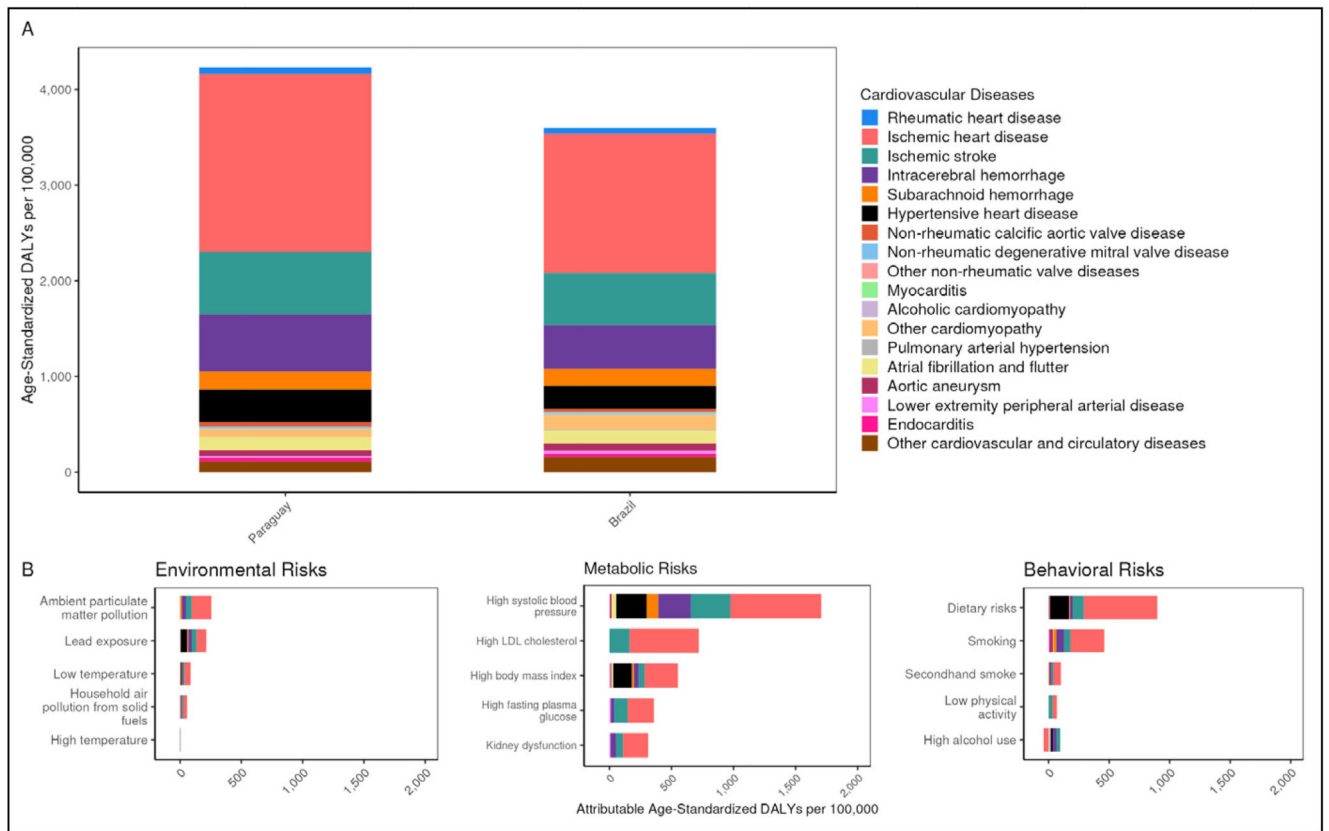 A
Age-Standardized DALYs per 100,000
4,000
3,000
2,000
1,000
0
Paraguay
Brazil
Cardiovascular Diseases
Rheumatic heart disease
Ischemic heart disease
Ischemic stroke
Intracerebral hemorrhage
Subarachnoid hemorrhage
Hypertensive heart disease
Non-rheumatic calcific aortic valve disease
Non-rheumatic degenerative mitral valve disease
Other non-rheumatic valve diseases
Myocarditis
Alcoholic cardiomyopathy
Other cardiomyopathy
Pulmonary arterial hypertension
Atrial fibrillation and flutter
Aortic aneurysm
Lower extremity peripheral arterial disease
Endocarditis
Other cardiovascular and circulatory diseases
B
Environmental Risks
Ambient particulate
matter pollution
Lead exposure
Low temperature
Household air
pollution from solid
fuels
High temperature
0
500
1,000
1,500
2,000
Metabolic Risks
High systolic blood
pressure
High LDL cholesterol
High body mass index
High fasting plasma
glucose
Kidney dysfunction
0
500
1,000
1,500
2,000
Attributable Age-Standardized DALYs per 100,000
Behavioral Risks
Dietary risks
Smoking
Secondhand smoke
Low physical
activity
High alcohol use
0
500
1,000
1,500
2,000